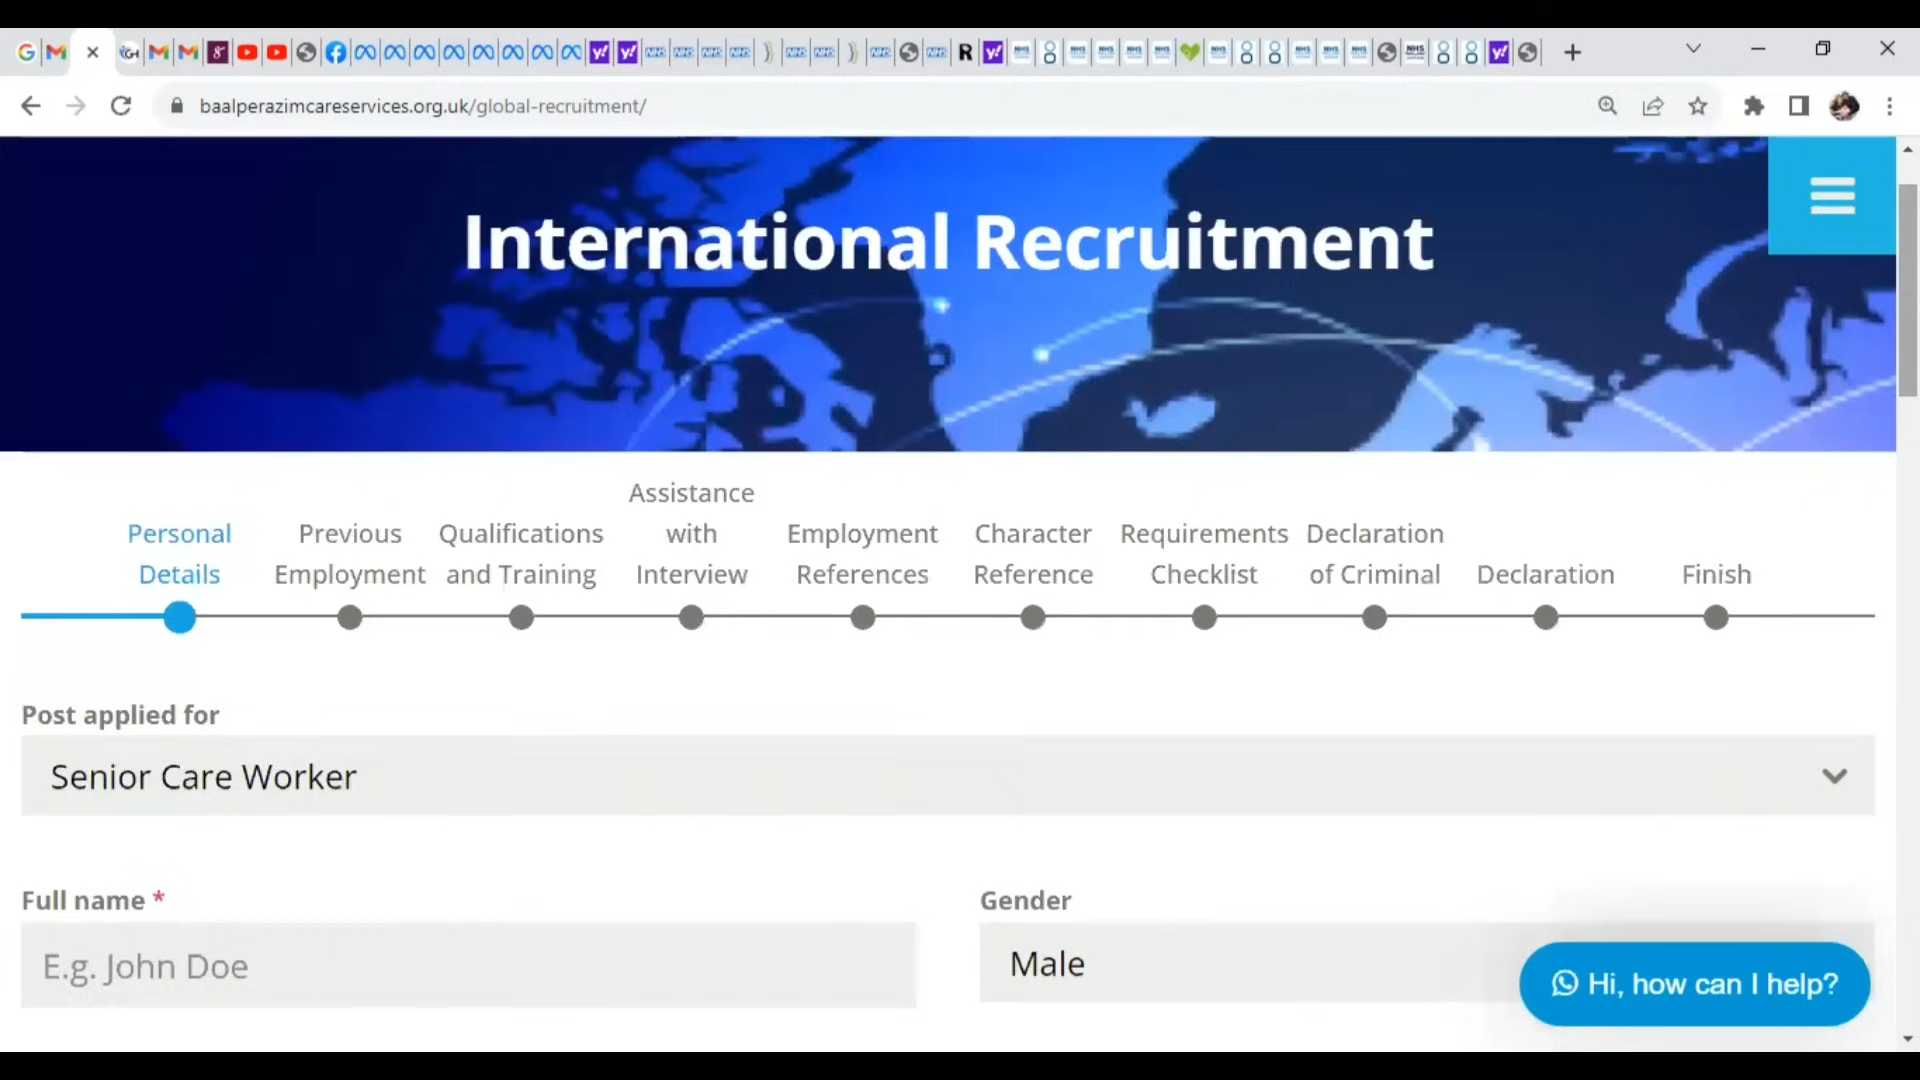 baalperazimcareservices.org.uk/global-recruitment/
International Recruitment
Personal Details
Previous Employment
Qualifications and Training
Assistance with Interview
Employment References
Character Reference
Requirements Checklist
Declaration of Criminal
Declaration
Finish
Post applied for
Senior Care Worker
Full name *
Gender
E.g. John Doe
Male
Hi, how can I help?